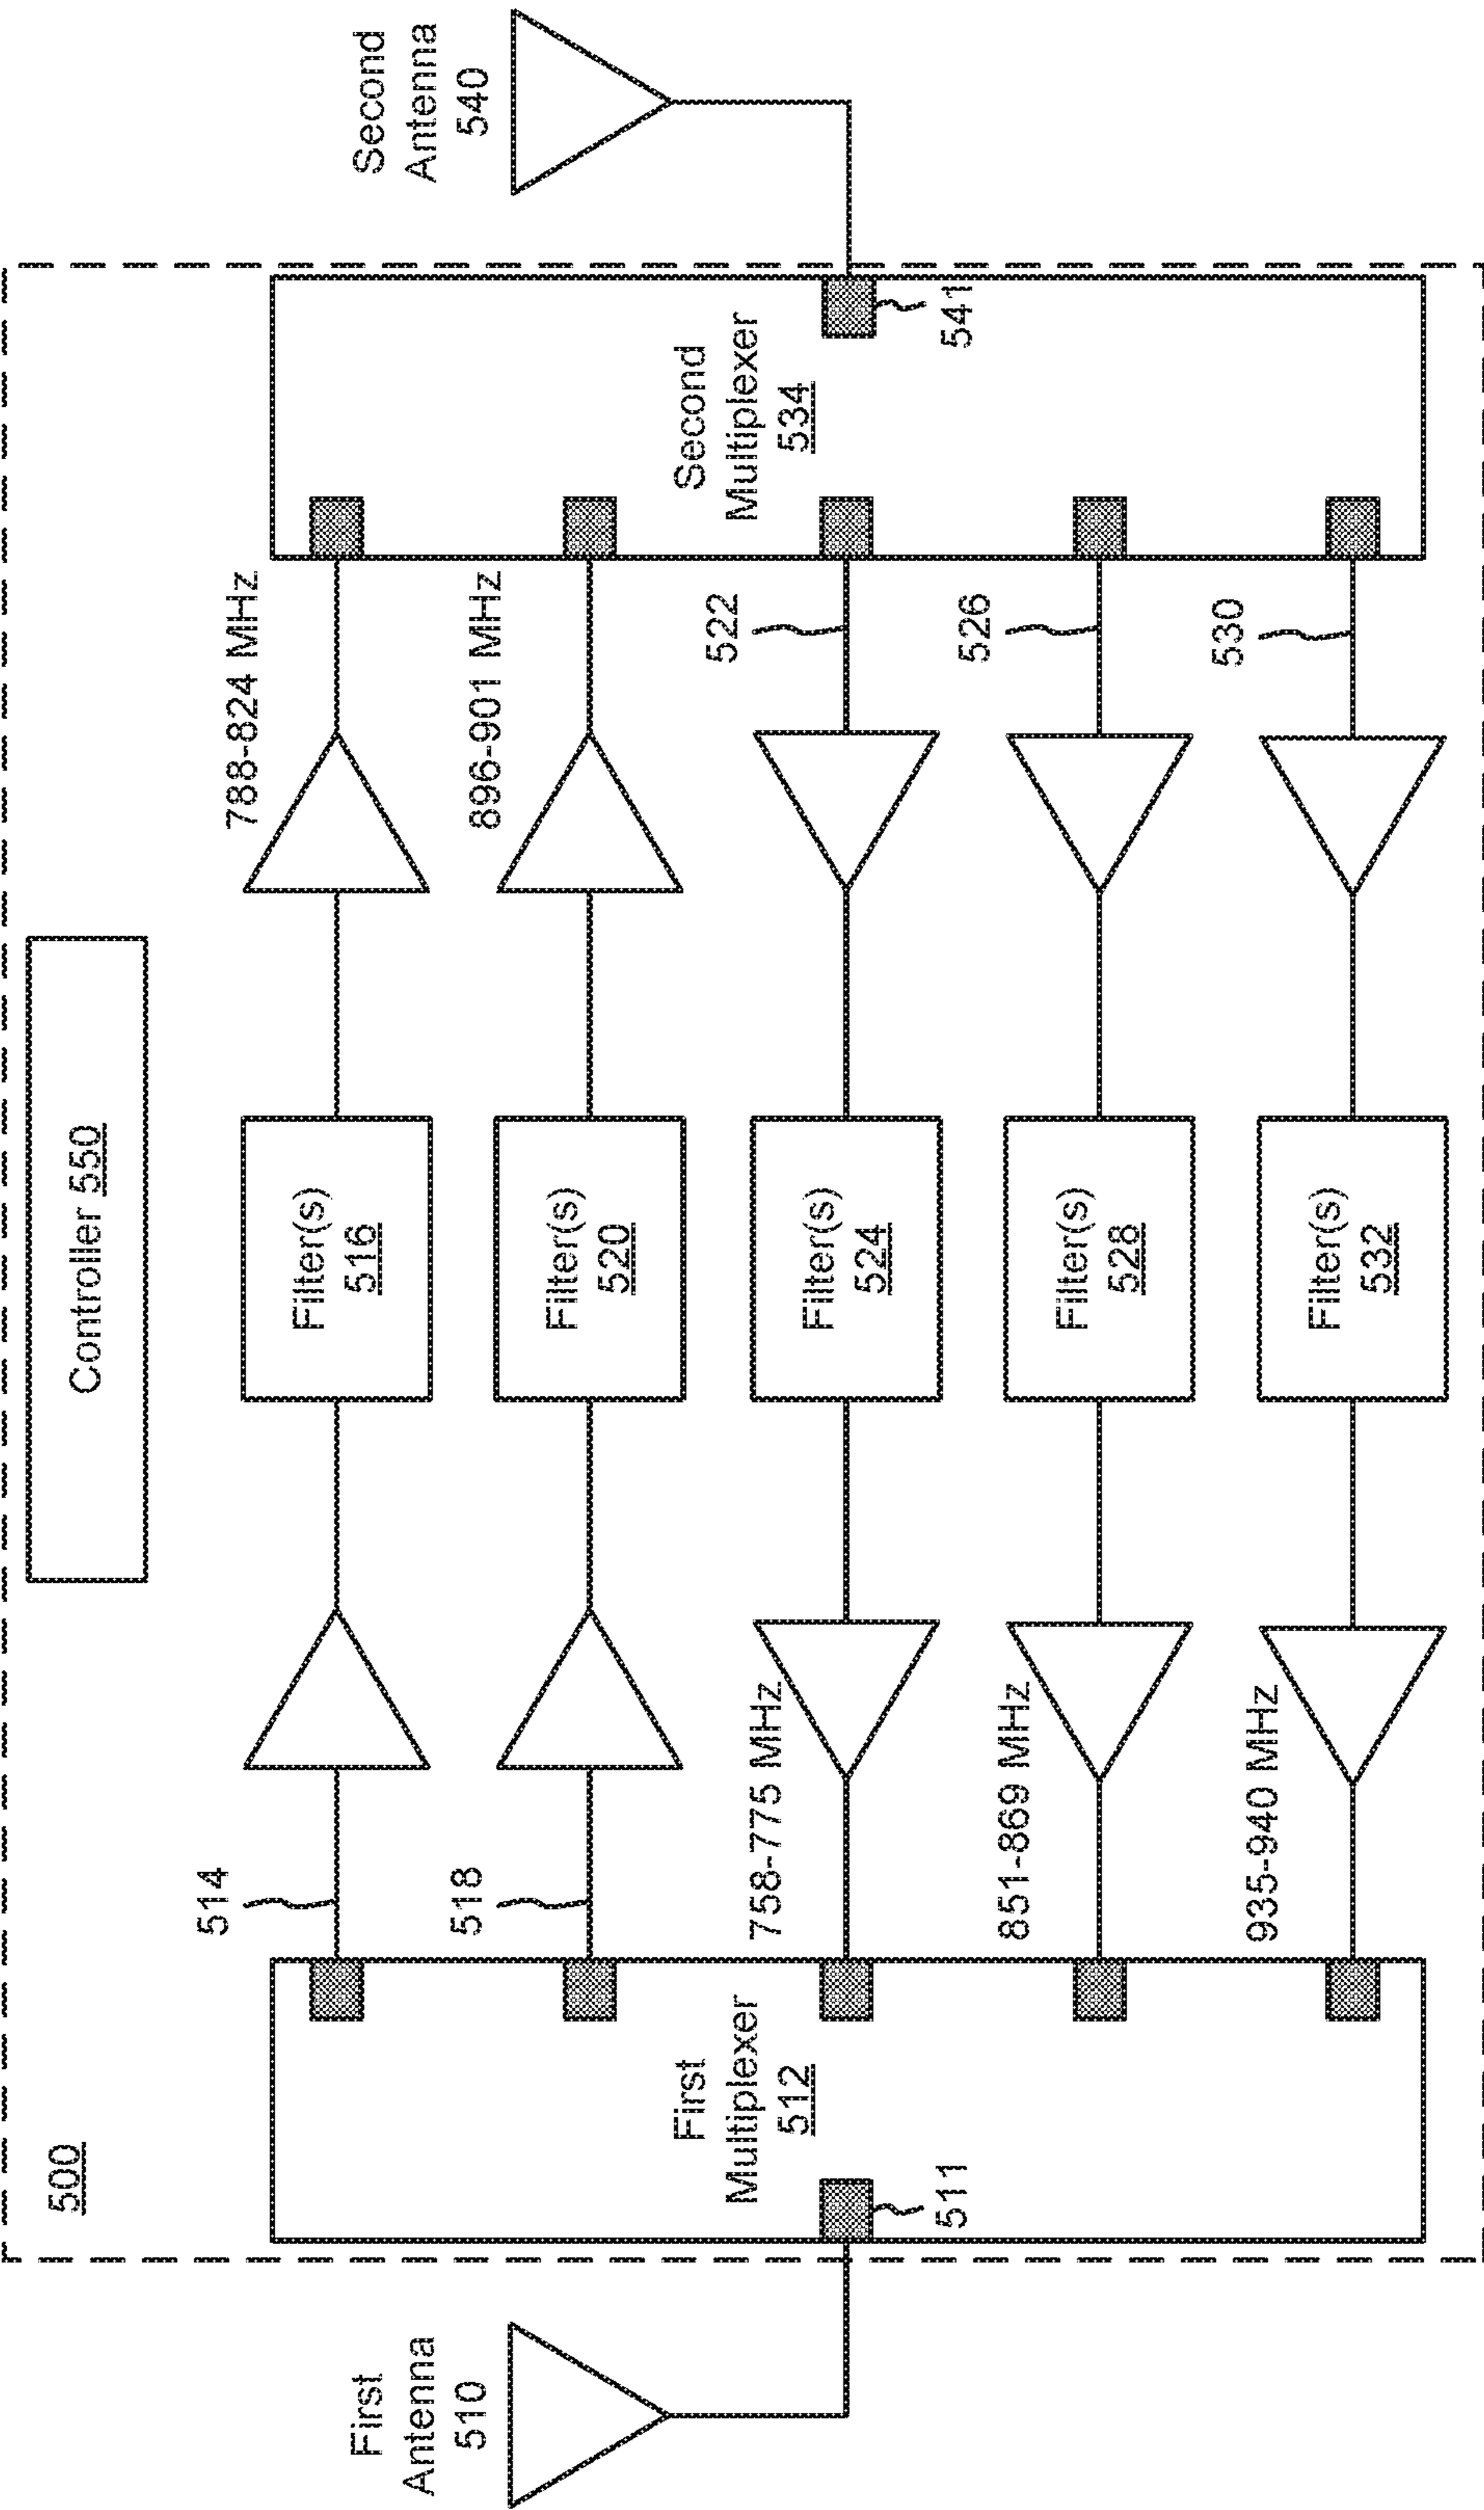 500
Controller 550
First
Antenna
510
Second
Antenna
540
511
First
Multiplexer
512
Second
Multiplexer
534
541
514
Filter(s)
516
788-824 MHz
518
Filter(s)
520
896-901 MHz
758-775 MHz
Filter(s)
524
522
851-869 MHz
Filter(s)
528
526
935-940 MHz
Filter(s)
532
530